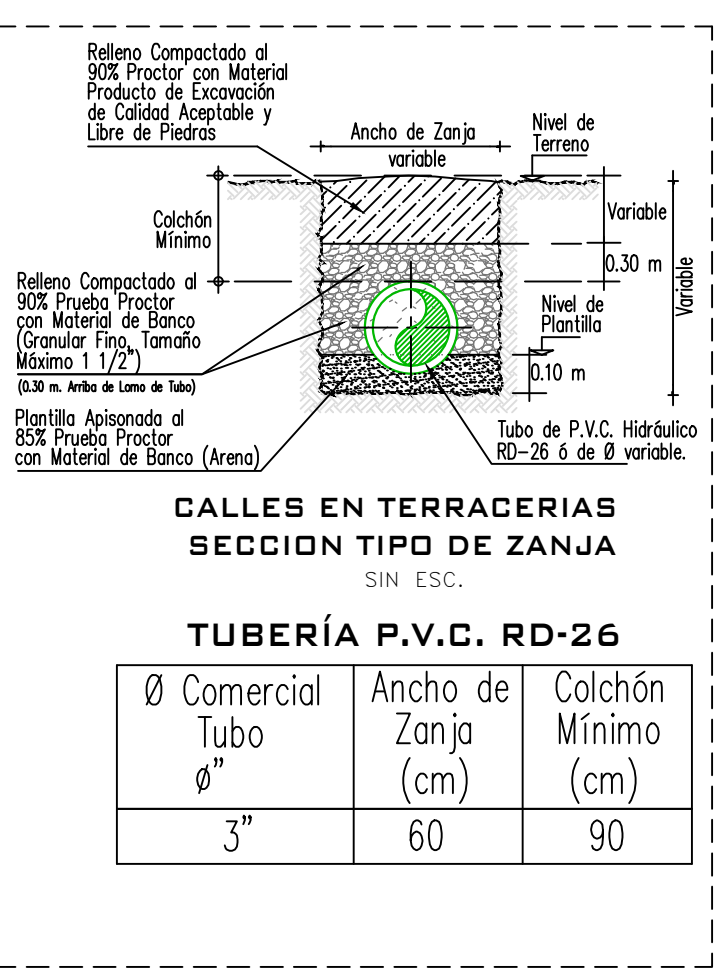 Relleno Compactado al
90% Proctor con Material
Producto de Excavación
de Calidad Aceptable y
Libre de Piedras
Ancho de Zanja
variable
Nivel de
Terreno
Colchón
Mínimo
Variable
0.30 m
Variable
Relleno Compactado al
90% Prueba Proctor
con Material de Banco
(Granular Fino, Tamaño
Máximo 1 1/2")
(0.30 m. Arriba de Lomo de Tubo)
Nivel de
Plantilla
0.10 m
Plantilla Apisonada al
85% Prueba Proctor
con Material de Banco (Arena)
Tubo de P.V.C. Hidráulico
RD-26 ó de Ø variable.
CALLES EN TERRACERIAS
SECCION TIPO DE ZANJA
SIN ESC.
TUBERÍA P.V.C. RD-26
Ø Comercial
Tubo
ø"
Ancho de
Zanja
(cm)
Colchón
Mínimo
(cm)
3"
60
90